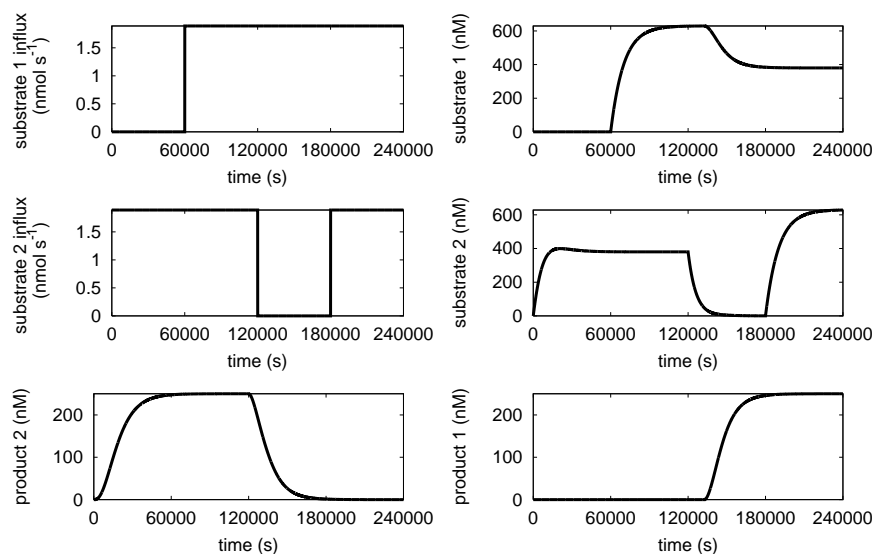 substrate 1 influx
(nmol s⁻¹)
1.5
1
0.5
0
0 60000 120000 180000 240000
time (s)
substrate 1 (nM)
600
400
200
0
0 60000 120000 180000 240000
time (s)
substrate 2 influx
(nmol s⁻¹)
1.5
1
0.5
0
0 60000 120000 180000 240000
time (s)
substrate 2 (nM)
600
400
200
0
0 60000 120000 180000 240000
time (s)
product 2 (nM)
200
100
0
0 60000 120000 180000 240000
time (s)
product 1 (nM)
200
100
0
0 60000 120000 180000 240000
time (s)